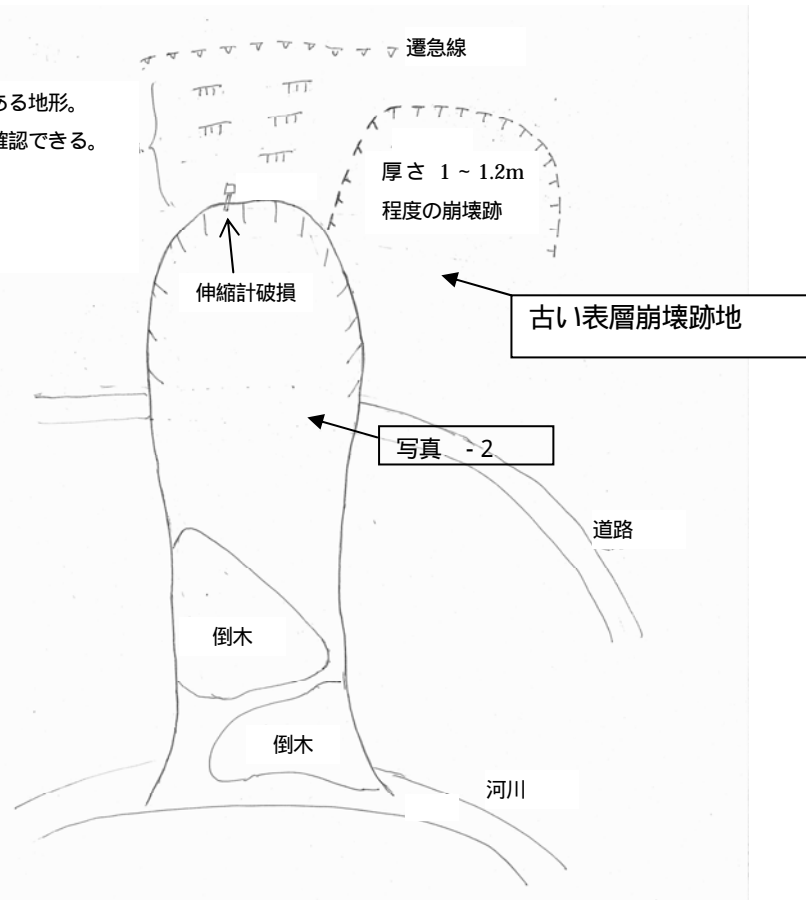 遷急線
ある地形。
確認できる。
厚さ 1 ~ 1.2m
程度の崩壊跡
伸縮計破損
古い表層崩壊跡地
写真 - 2
道路
倒木
倒木
河川